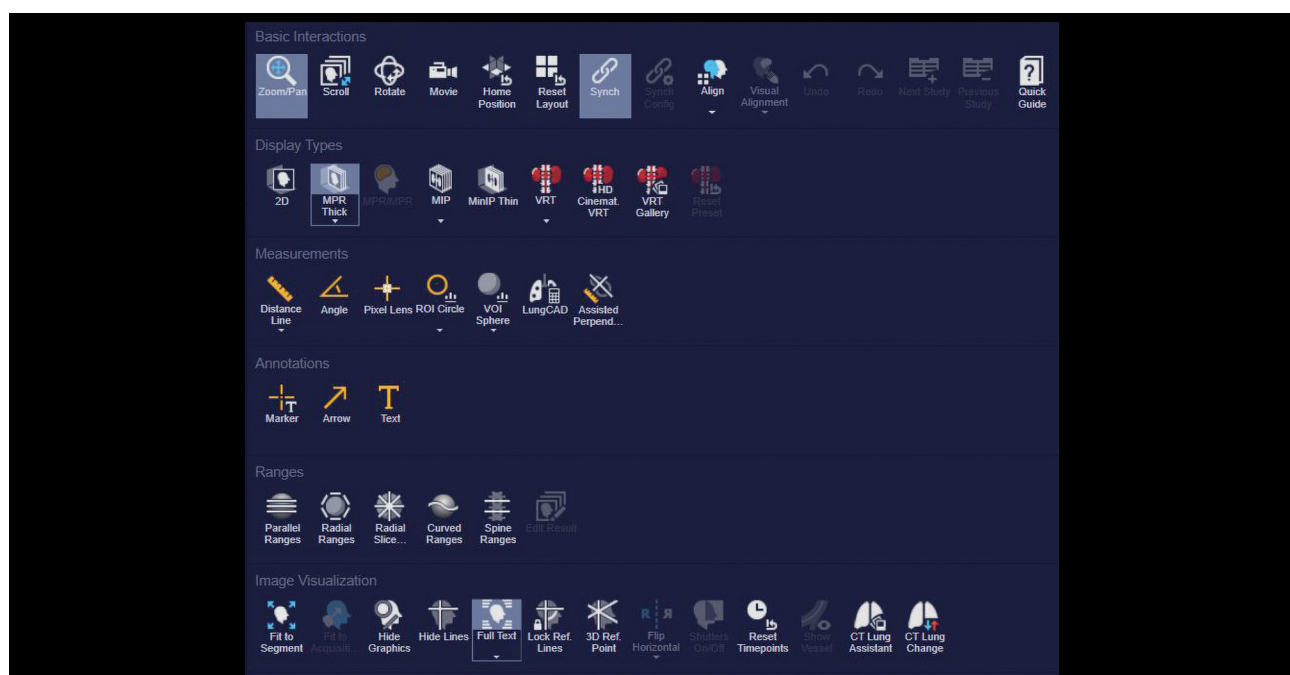 Basic Interactions
Zoom/Pan Scroll Rotate Movie Home Position Reset Layout Synch Synch Config Align Visual Alignment Undo Redo Next Study Previous Study Quick Guide
Display Types
2D MPR Thick MPR/MPR MIP MinIP Thin VRT HD Cinemat. VRT VRT Gallery Reset Preset
Measurements
Distance Line Angle Pixel Lens ROI Circle VOI Sphere LungCAD Assisted Perpend...
Annotations
T
Marker Arrow Text
Ranges
Parallel Ranges Radial Ranges Radial Slice... Curved Ranges Spine Ranges Edit Result
Image Visualization
R R
Fit to Segment Fit to Acquisiti... Hide Graphics Hide Lines Full Text Lock Ref. Lines 3D Ref. Point Flip Horizontal Shutters On/Off Reset Timepoints Show Vessel CT Lung Assistant CT Lung Change